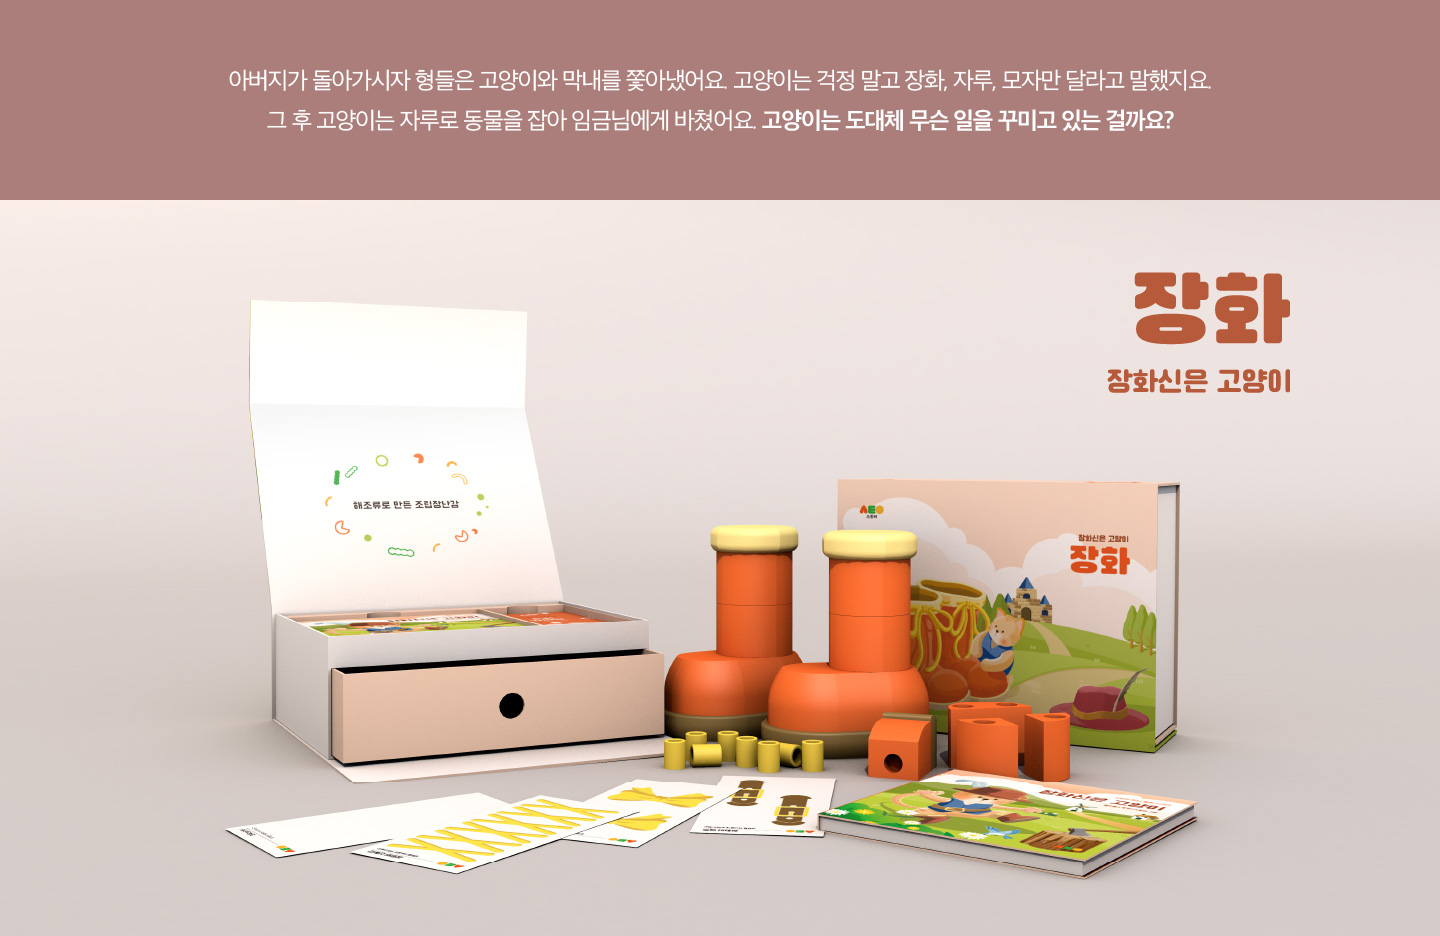 아버지가 돌아가시자 형들은 고양이와 막내를 쫓아냈어요. 고양이는 걱정 말고 장화, 자루, 모자만 달라고 말했지요.
그 후 고양이는 자루로 동물을 잡아 임금님에게 바쳤어요. 고양이는 도대체 무슨 일을 꾸미고 있는 걸까요?
장화
장화신은 고양이
해조류로 만든 조립장난감
장화신은 고양이
장화
장화신은 고양이